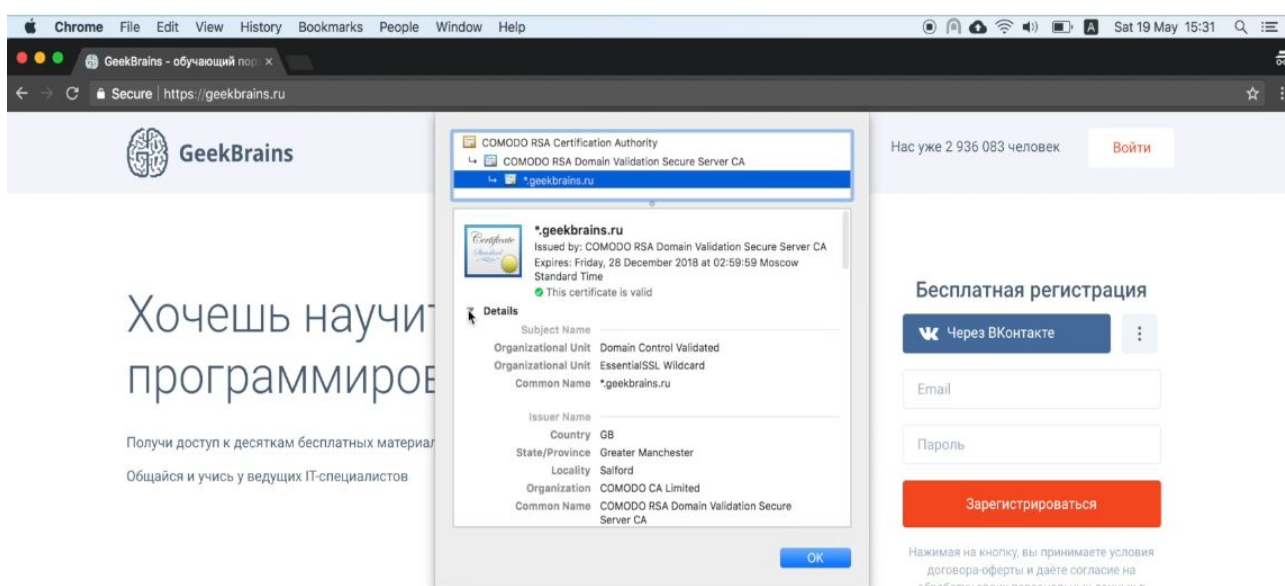 Chrome File Edit View History Bookmarks People Window Help Sat 19 May 15:31
GeekBrains - обучающий пор
Secure | https://geekbrains.ru
GeekBrains
Нас уже 2 936 083 человек
Войти
COMODO RSA Certification Authority
COMODO RSA Domain Validation Secure Server CA
*.geekbrains.ru
Certificate
Standard
*.geekbrains.ru
Issued by: COMODO RSA Domain Validation Secure Server CA
Expires: Friday, 28 December 2018 at 02:59:59 Moscow
Standard Time
This certificate is valid
Details
Subject Name
Organizational Unit Domain Control Validated
Organizational Unit EssentialSSL Wildcard
Common Name *.geekbrains.ru
Issuer Name
Country GB
State/Province Greater Manchester
Locality Salford
Organization COMODO CA Limited
Common Name COMODO RSA Domain Validation Secure
Server CA
OK
Хочешь научит
программиров
Получи доступ к десяткам бесплатных материал
Общайся и учись у ведущих IT-специалистов
Бесплатная регистрация
Через ВКонтакте
Email
Пароль
Зарегистрироваться
Нажимая на кнопку, вы принимаете условия
договора-оферты и даёте согласие на